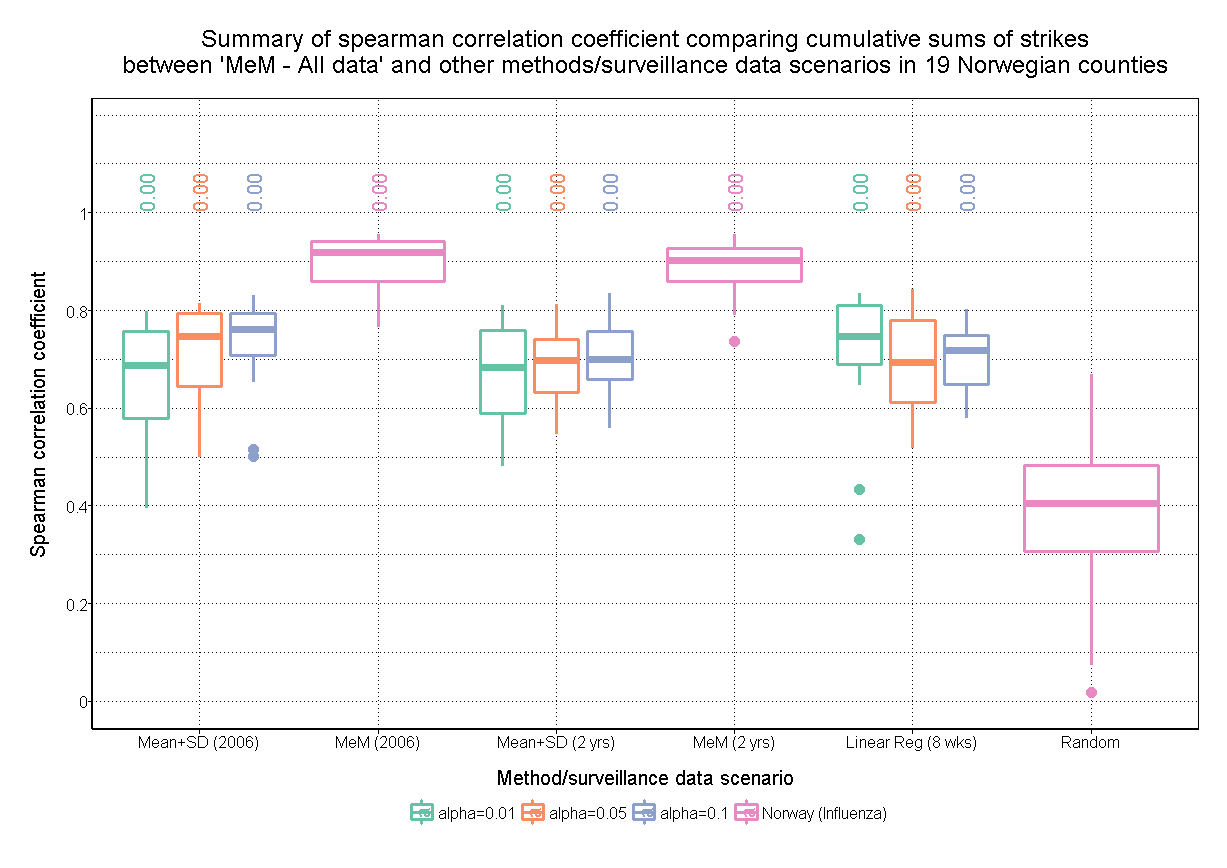 Summary of spearman correlation coefficient comparing cumulative sums of strikes
between 'MeM - All data' and other methods/surveillance data scenarios in 19 Norwegian counties
Spearman correlation coefficient
1
0.8
0.6
0.4
0.2
0
0.00 0.00 0.00 0.00 0.00 0.00 0.00 0.00 0.00 0.00 0.00
Mean+SD (2006) MeM (2006) Mean+SD (2 yrs) MeM (2 yrs) Linear Reg (8 wks) Random
Method/surveillance data scenario
alpha=0.01 alpha=0.05 alpha=0.1 Norway (Influenza)